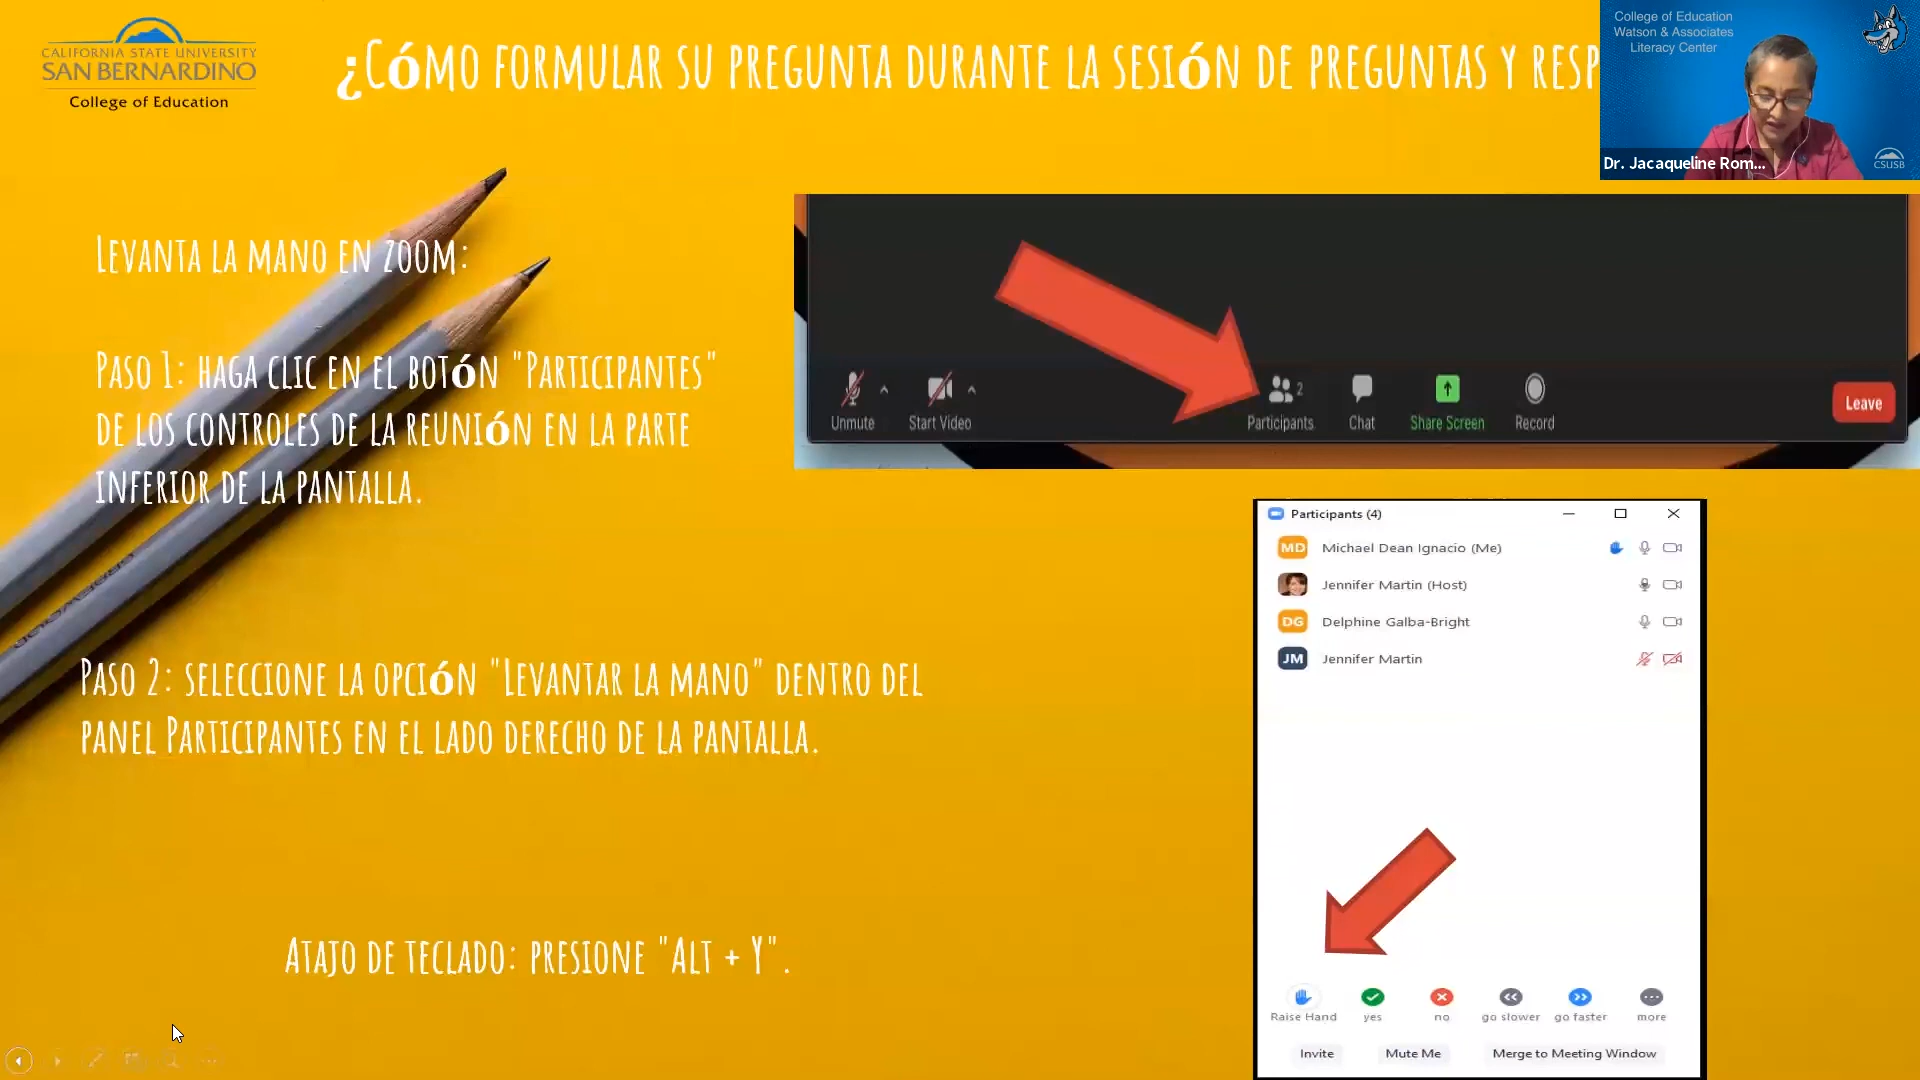 CALIFORNIA STATE UNIVERSITY
SAN BERNARDINO
College of Education
¿Cómo formular su pregunta durante la sesión de preguntas y resp
College of Education
Watson & Associates
Literacy Center
Dr. Jacaqueline Rom...
CSUSB
Levanta la mano en zoom:
Paso 1: haga clic en el botón "Participantes"
de los controles de la reunión en la parte
inferior de la pantalla.
2
Unmute
Start Video
Participants
Chat
Share Screen
Record
Leave
Paso 2: seleccione la opción "Levantar la mano" dentro del
panel Participantes en el lado derecho de la pantalla.
Atajo de teclado: presione "Alt + Y".
Participants (4)
MD Michael Dean Ignacio (Me)
Jennifer Martin (Host)
DG Delphine Galba-Bright
JM Jennifer Martin
Raise Hand
yes
no
go slower
go faster
more
Invite
Mute Me
Merge to Meeting Window